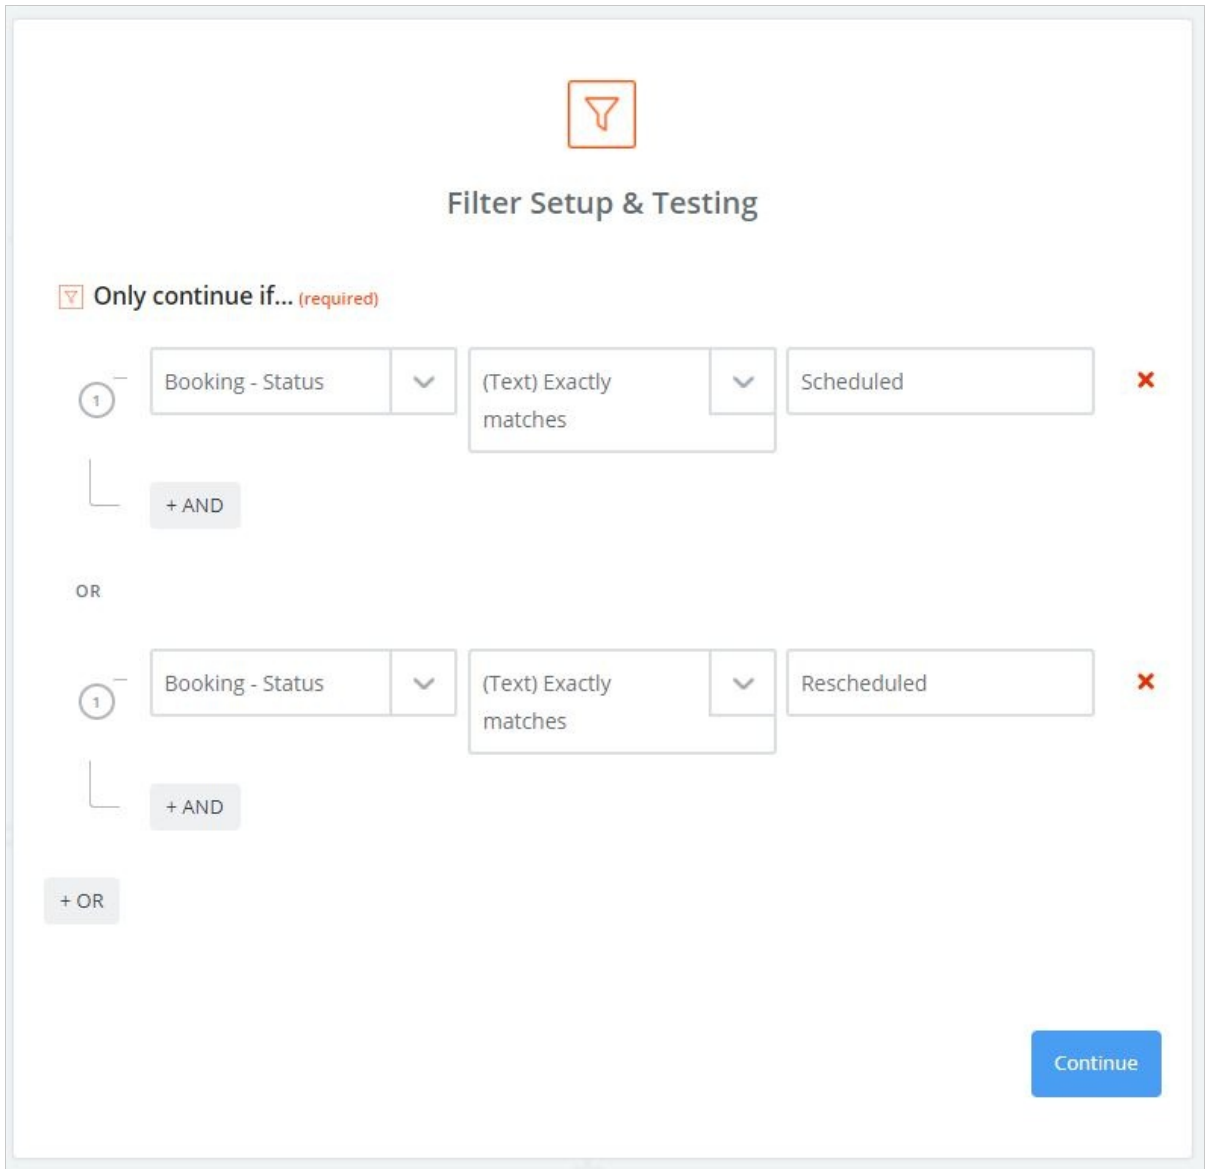 Filter Setup & Testing
Only continue if... (required)
1
Booking - Status
(Text) Exactly
matches
Scheduled
+ AND
OR
1
Booking - Status
(Text) Exactly
matches
Rescheduled
+ AND
+ OR
Continue